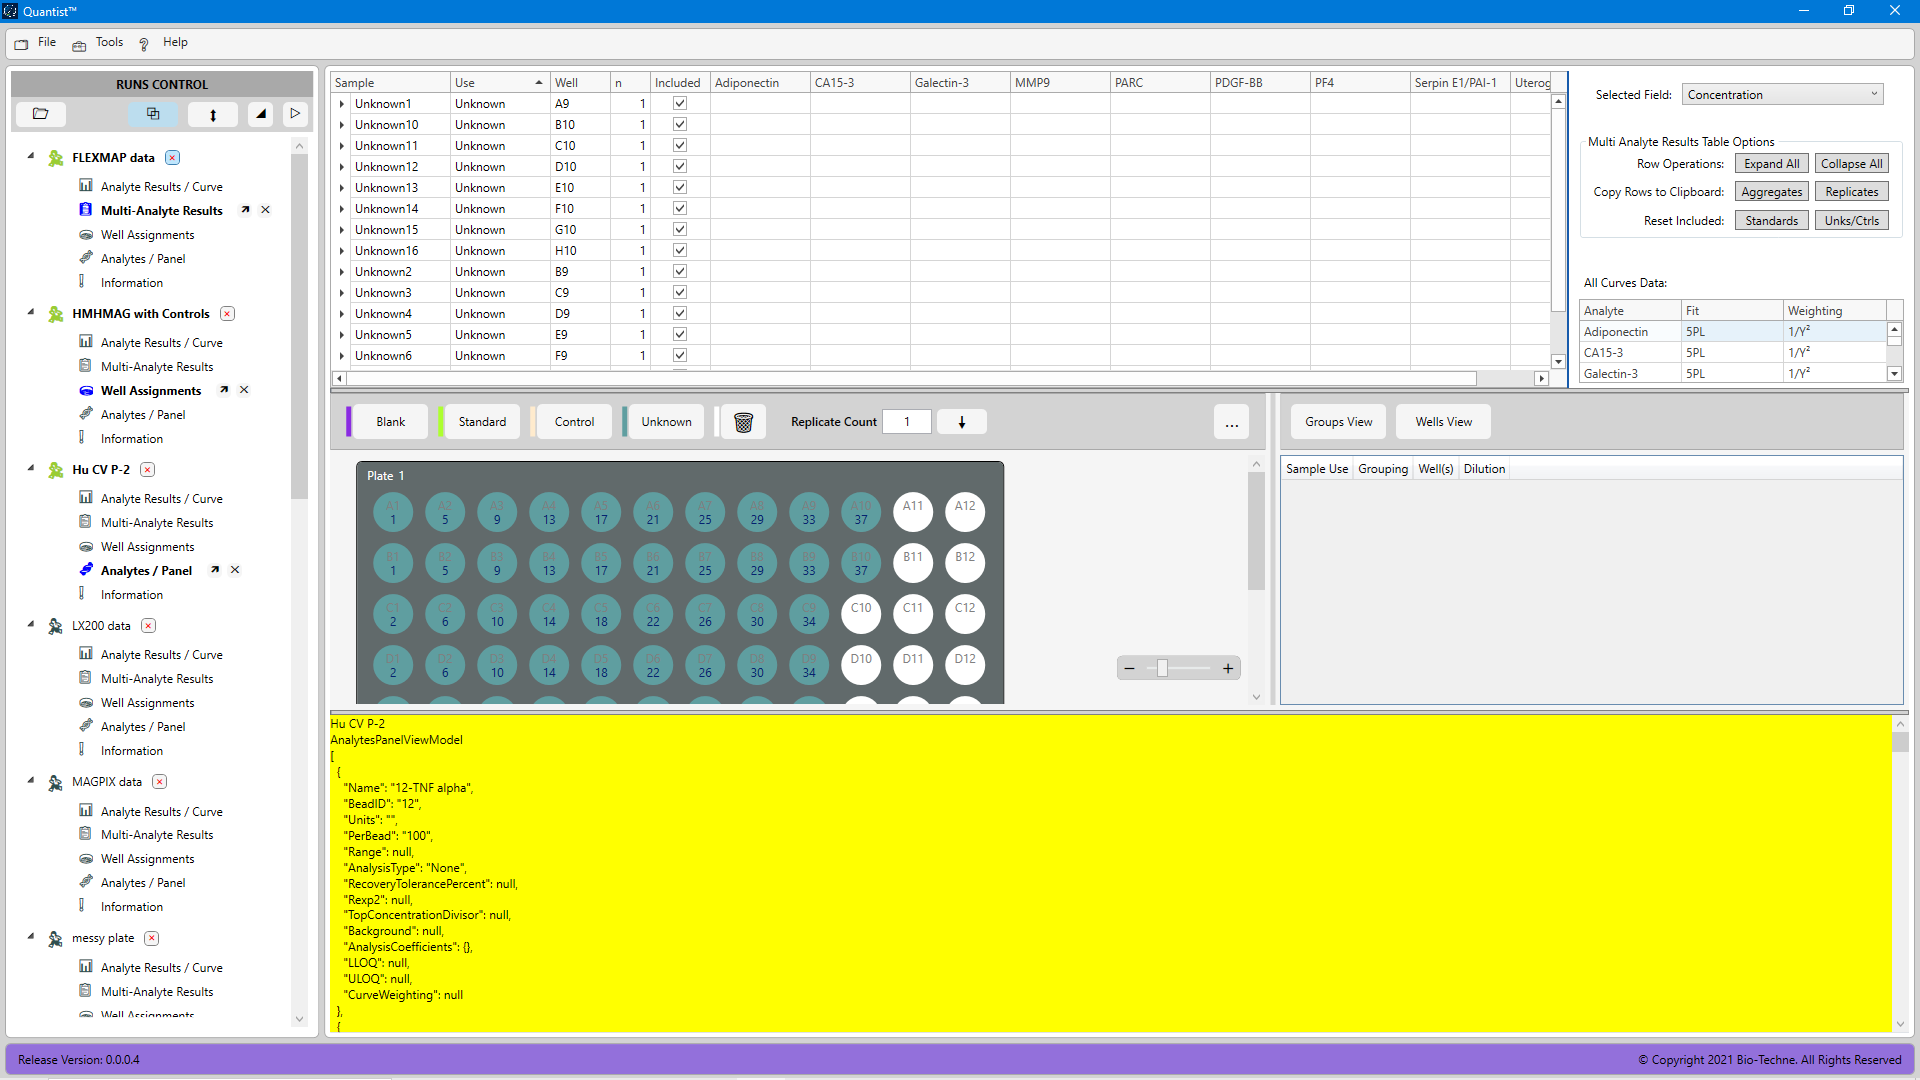 Quantist™
File Tools Help
RUNS CONTROL
FLEXMAP data
Analyte Results / Curve
Multi-Analyte Results
Well Assignments
Analytes / Panel
Information
HMHMAG with Controls
Analyte Results / Curve
Multi-Analyte Results
Well Assignments
Analytes / Panel
Information
Hu CV P-2
Analyte Results / Curve
Multi-Analyte Results
Well Assignments
Analytes / Panel
Information
LX200 data
Analyte Results / Curve
Multi-Analyte Results
Well Assignments
Analytes / Panel
Information
MAGPIX data
Analyte Results / Curve
Multi-Analyte Results
Well Assignments
Analytes / Panel
Information
messy plate
Analyte Results / Curve
Multi-Analyte Results
Well Assignments
Sample Use Well n Included Adiponectin CA15-3 Galectin-3 MMP9 PARC PDGF-BB PF4 Serpin E1/PAI-1 Uterog
Unknown1 Unknown A9 1
Unknown10 Unknown B10 1
Unknown11 Unknown C10 1
Unknown12 Unknown D10 1
Unknown13 Unknown E10 1
Unknown14 Unknown F10 1
Unknown15 Unknown G10 1
Unknown16 Unknown H10 1
Unknown2 Unknown B9 1
Unknown3 Unknown C9 1
Unknown4 Unknown D9 1
Unknown5 Unknown E9 1
Unknown6 Unknown F9 1
Selected Field: Concentration
Multi Analyte Results Table Options
Row Operations: Expand All Collapse All
Copy Rows to Clipboard: Aggregates Replicates
Reset Included: Standards Unks/Ctrls
All Curves Data:
Analyte Fit Weighting
Adiponectin 5PL 1/Y²
CA15-3 5PL 1/Y²
Galectin-3 5PL 1/Y²
Blank Standard Control Unknown Replicate Count 1 ...
Plate 1
A1 A2 A3 A4 A5 A6 A7 A8 A9 A10 A11 A12
1 5 9 13 17 21 25 29 33 37
B1 B2 B3 B4 B5 B6 B7 B8 B9 B10 B11 B12
1 5 9 13 17 21 25 29 33 37
C1 C2 C3 C4 C5 C6 C7 C8 C9 C10 C11 C12
2 6 10 14 18 22 26 30 34
D1 D2 D3 D4 D5 D6 D7 D8 D9 D10 D11 D12
2 6 10 14 18 22 26 30 34
Groups View Wells View
Sample Use Grouping Well(s) Dilution
Hu CV P-2
AnalytesPanelViewModel
[
{
"Name": "12-TNF alpha",
"BeadID": "12",
"Units": "",
"PerBead": "100",
"Range": null,
"AnalysisType": "None",
"RecoveryTolerancePercent": null,
"Rexp2": null,
"TopConcentrationDivisor": null,
"Background": null,
"AnalysisCoefficients": {},
"LLOQ": null,
"ULOQ": null,
"CurveWeighting": null
},
{
Release Version: 0.0.0.4
© Copyright 2021 Bio-Techne. All Rights Reserved